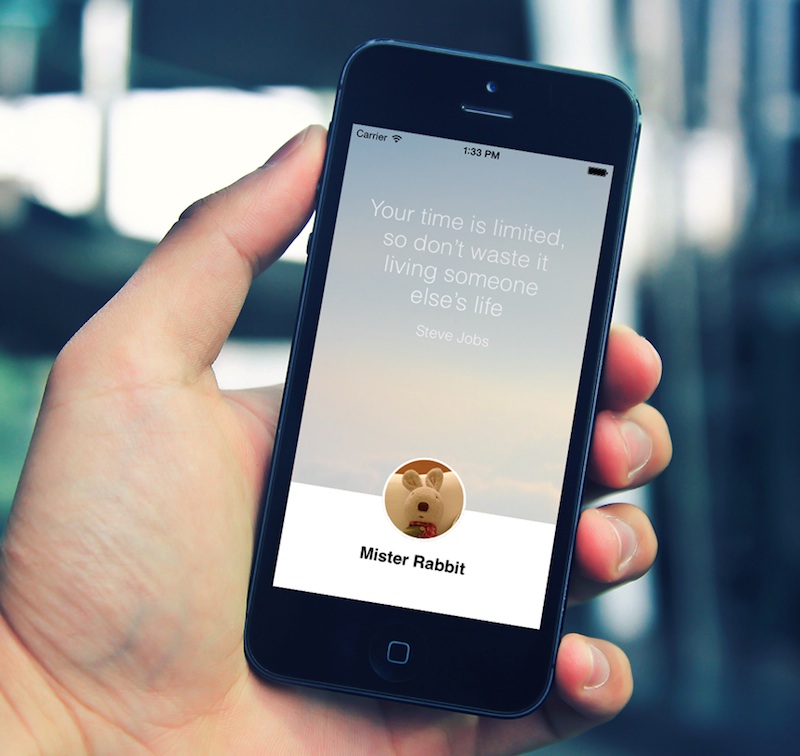 Carrier
1:33 PM
Your time is limited,
so don't waste it
living someone
else's life
Steve Jobs
Mister Rabbit